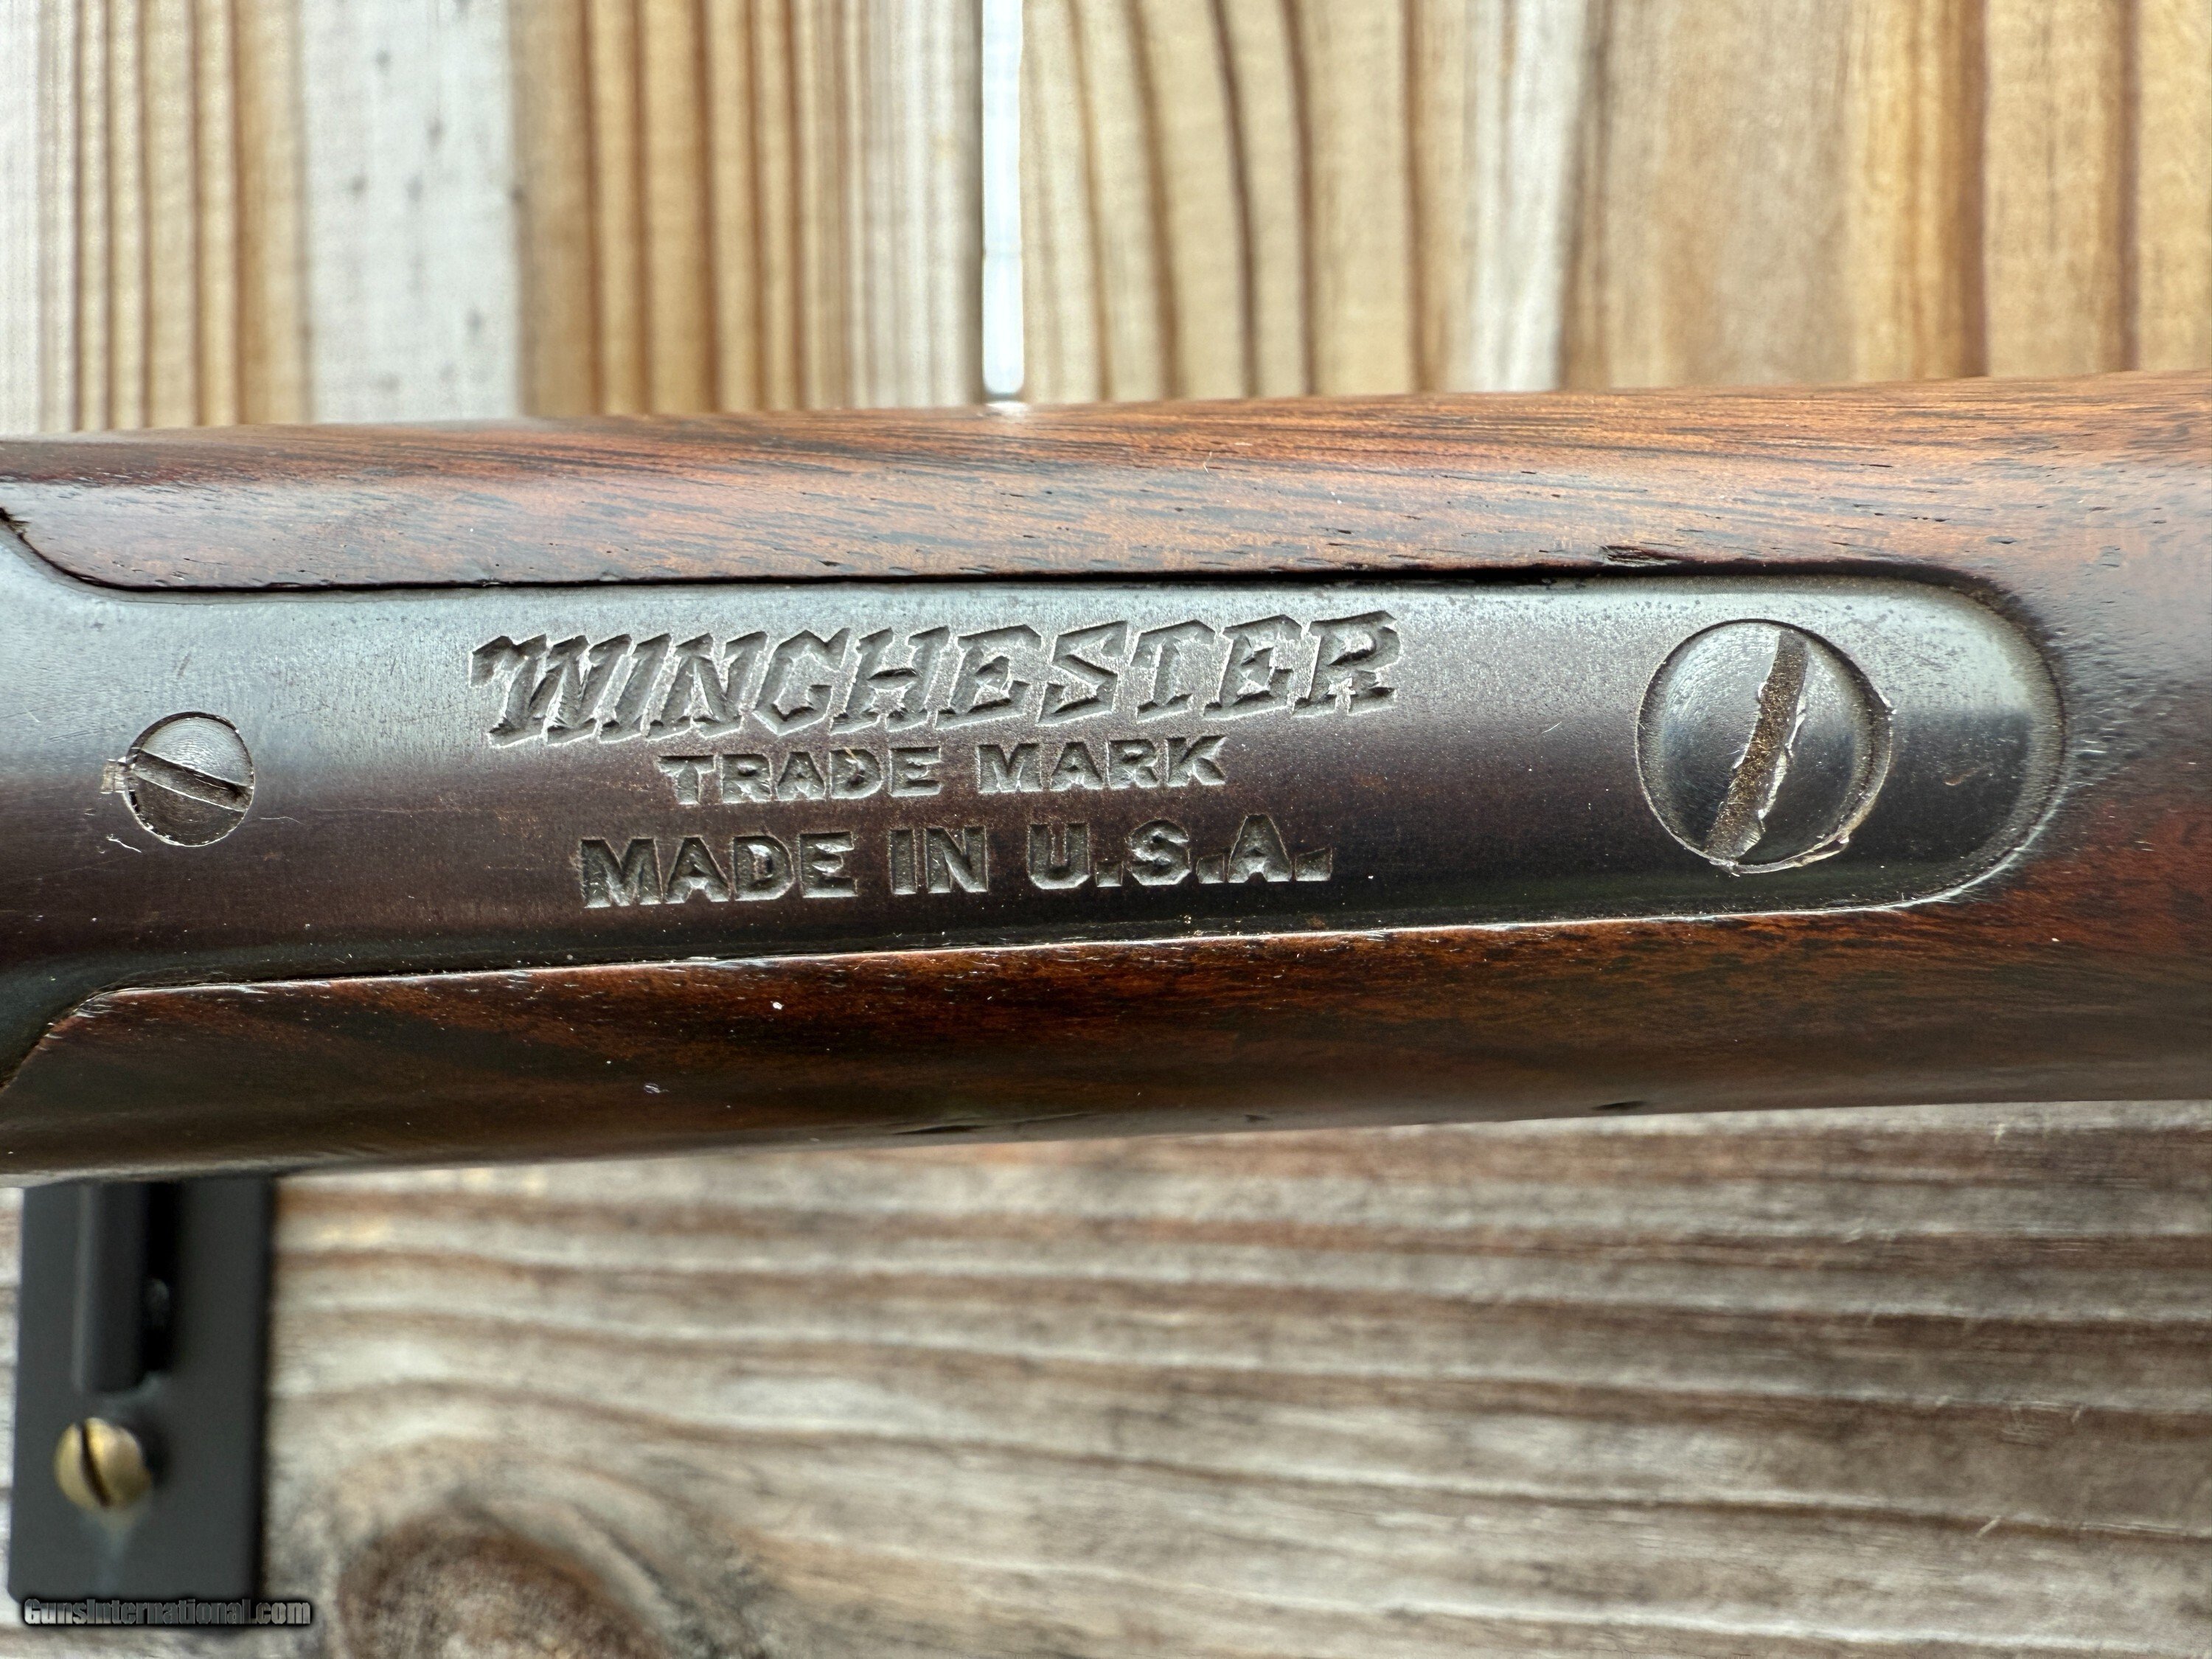 WINCHESTER
TRADE MARK
MADE IN U.S.A.
GunsInternational.com